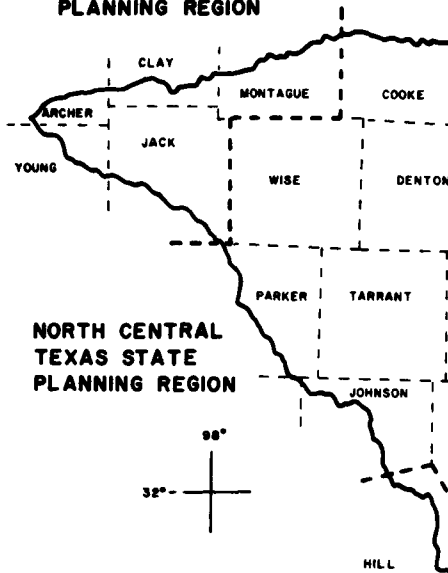 PLANNING REGION
CLAY
MONTAGUE
COOKE
ARCHER
JACK
YOUNG
WISE
DENTON
PARKER
TARRANT
NORTH CENTRAL
TEXAS STATE
PLANNING REGION
JOHNSON
98°
32°
HILL